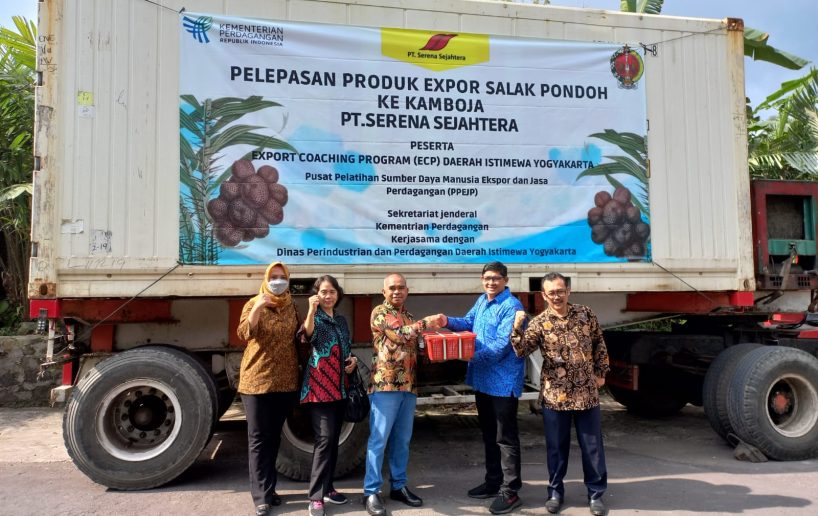 KEMENTERIAN
PERDAGANGAN
REPUBLIK INDONESIA
PT. Serena Sejahtera
PELEPASAN PRODUK EXPOR SALAK PONDOH
KE KAMBOJA
PT.SERENA SEJAHTERA
PESERTA
EXPORT COACHING PROGRAM (ECP) DAERAH ISTIMEWA YOGYAKARTA
Pusat Pelatihan Sumber Daya Manusia Ekspor dan Jasa
Perdagangan (PPEJP)
Sekretariat jenderal
Kementrian Perdagangan
Kerjasama dengan
Dinas Perindustrian dan Perdagangan Daerah Istimewa Yogyakarta